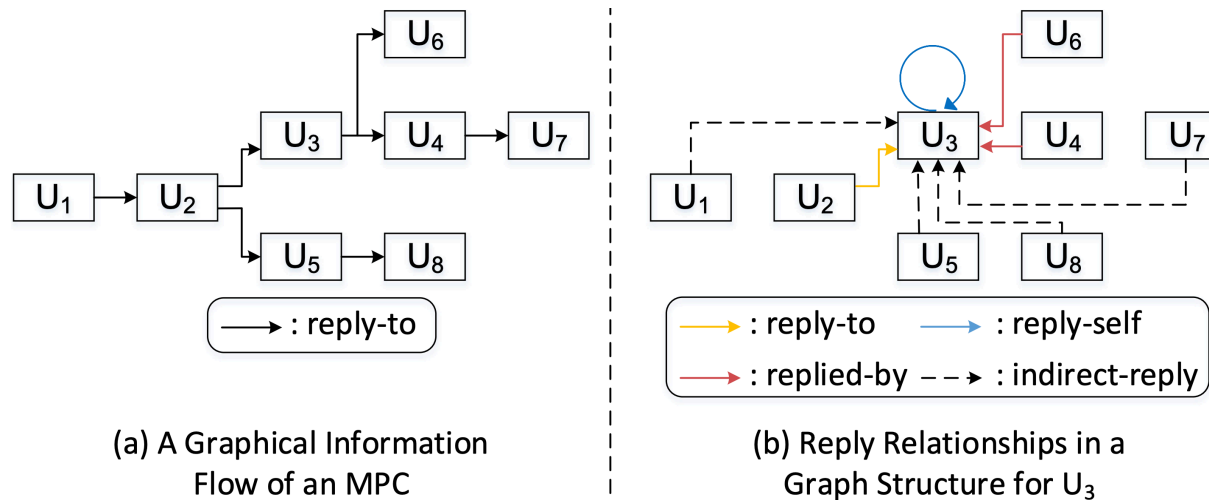 U₆
U₃
U₄
U₇
U₁
U₂
U₅
U₈
: reply-to
(a) A Graphical Information
Flow of an MPC
U₆
U₃
U₄
U₇
U₁
U₂
U₅
U₈
: reply-to
: reply-self
: replied-by
: indirect-reply
(b) Reply Relationships in a
Graph Structure for U₃